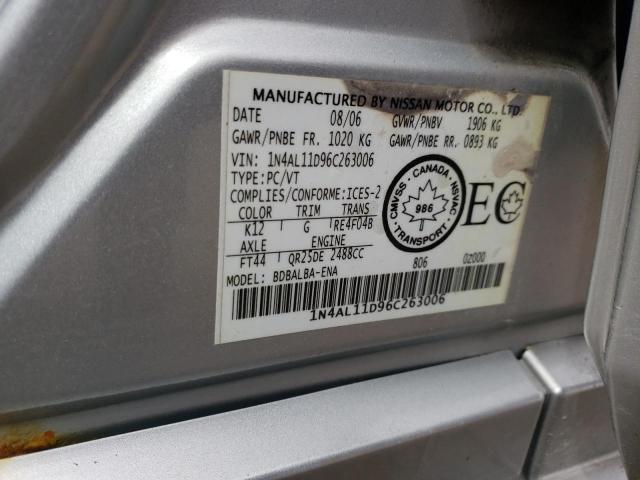 MANUFACTURED BY NISSAN MOTOR CO., LTD.
DATE 08/06 GVWR/PNBV 1906 KG
GAWR/PNBE FR. 1020 KG GAWR/PNBE RR. 0893 KG
VIN: 1N4AL11D96C263006
TYPE: PC/VT
COMPLIES/CONFORME: ICES-2
COLOR TRIM TRANS
K12 G RE4F04B
AXLE ENGINE
FT44 QR25DE 2488CC
MODEL: BDBALBA-ENA
CMVSS · CANADA · NSVAC
986
TRANSPORT
EC
806 02000
1N4AL11D96C263006